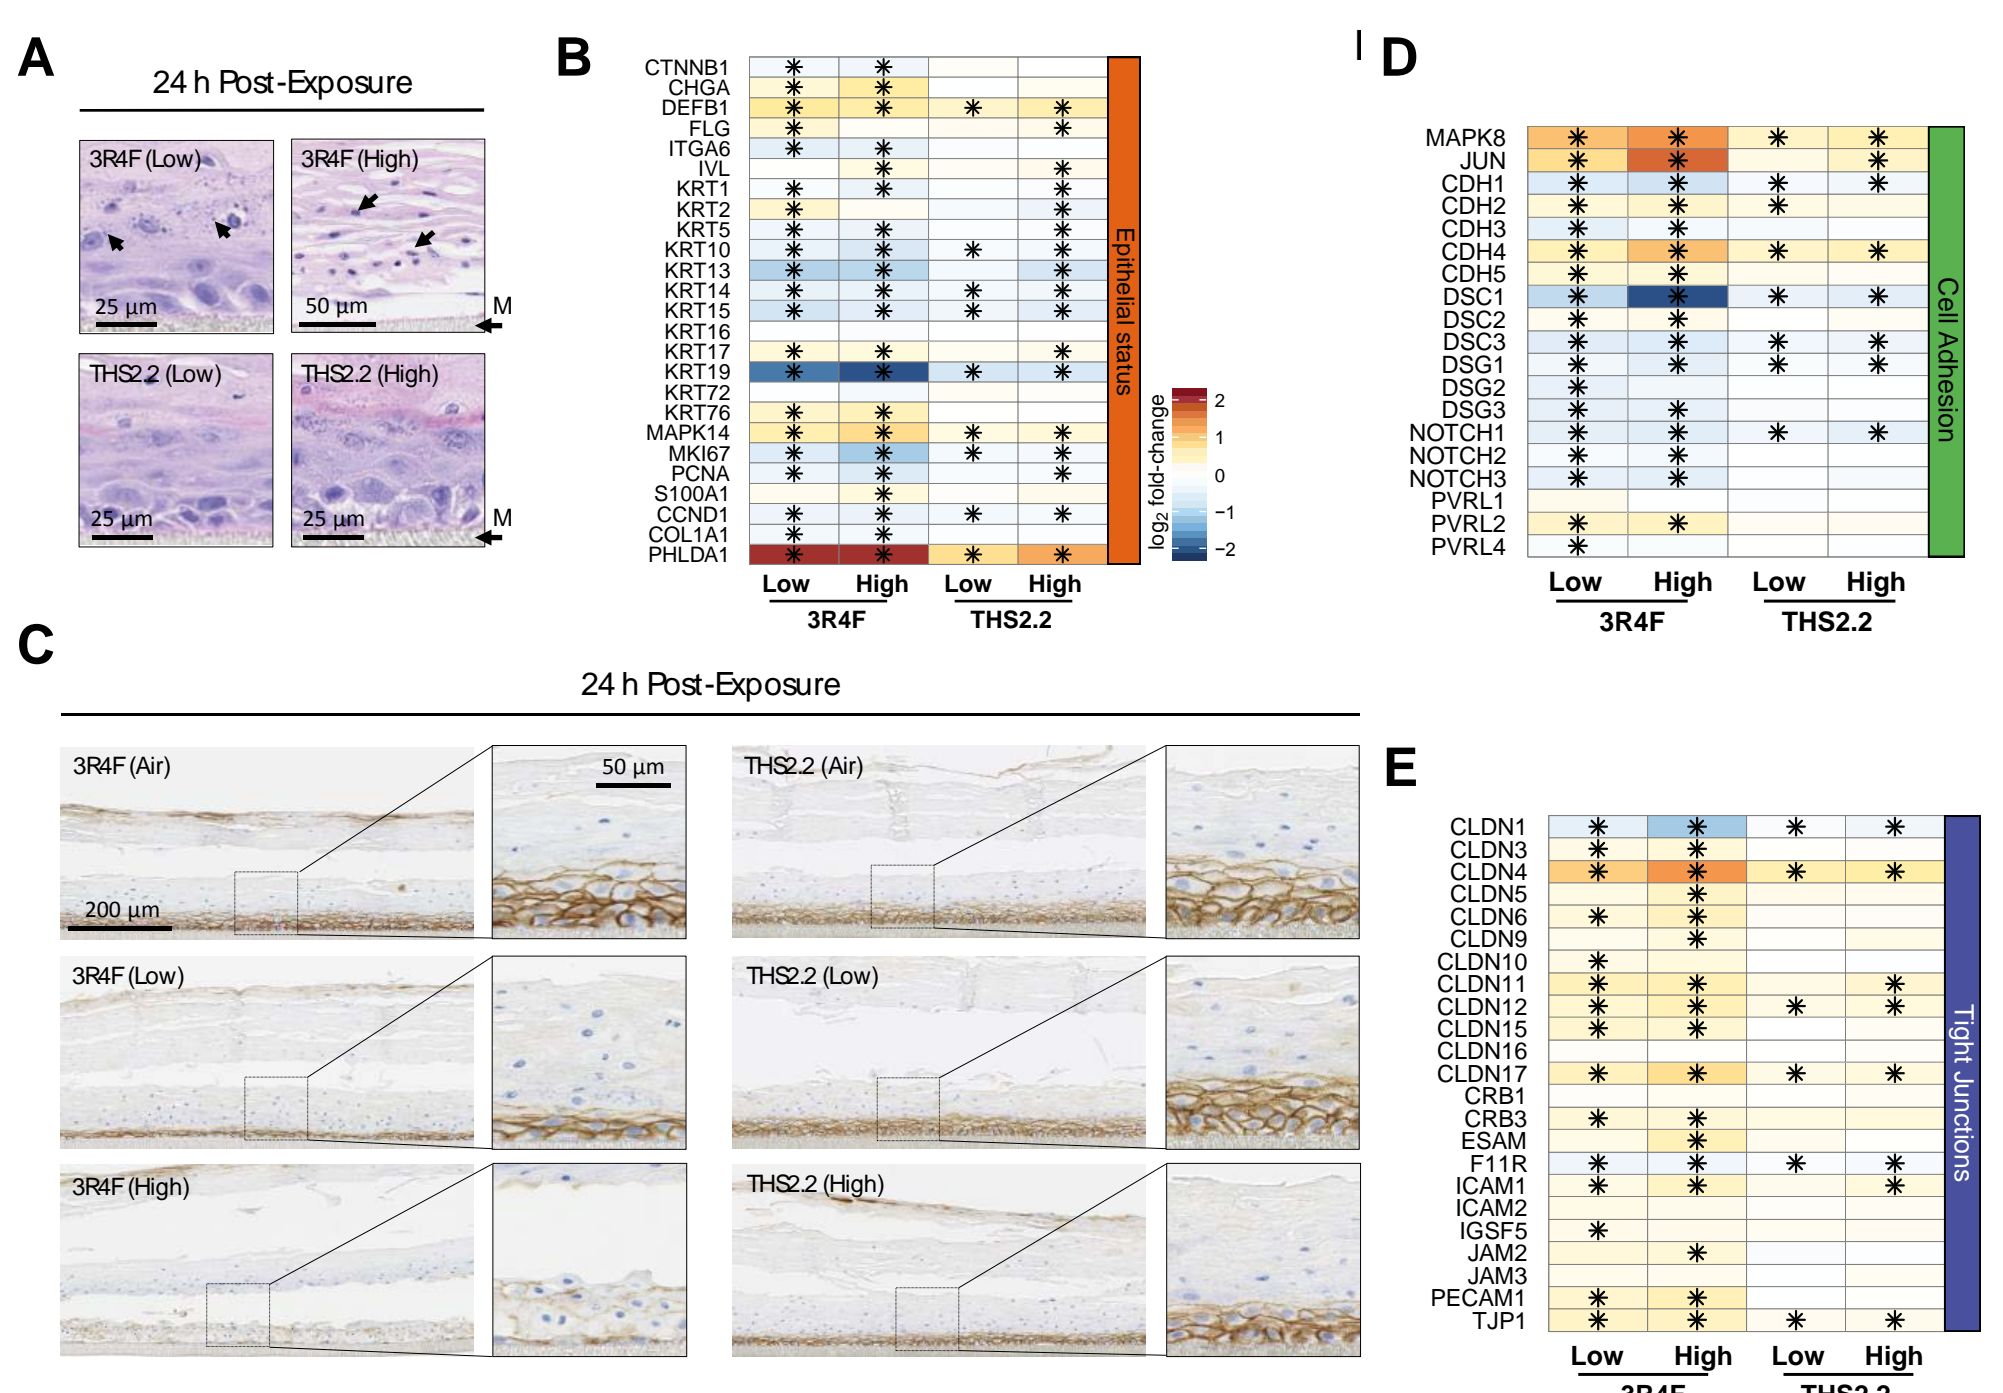 A
24 h Post-Exposure
3R4F (Low)
25 µm
3R4F (High)
50 µm
M
THS2.2 (Low)
25 µm
THS2.2 (High)
25 µm
M
B
CTNNB1
CHGA
DEFB1
FLG
ITGA6
IVL
KRT1
KRT2
KRT5
KRT10
KRT13
KRT14
KRT15
KRT16
KRT17
KRT19
KRT72
KRT76
MAPK14
MKI67
PCNA
S100A1
CCND1
COL1A1
PHLDA1
Low High Low High
3R4F THS2.2
Epithelial status
log2 fold-change
2
1
0
−1
−2
D
MAPK8
JUN
CDH1
CDH2
CDH3
CDH4
CDH5
DSC1
DSC2
DSC3
DSG1
DSG2
DSG3
NOTCH1
NOTCH2
NOTCH3
PVRL1
PVRL2
PVRL4
Low High Low High
3R4F THS2.2
Cell Adhesion
C
24 h Post-Exposure
3R4F (Air)
200 µm
50 µm
THS2.2 (Air)
3R4F (Low)
THS2.2 (Low)
3R4F (High)
THS2.2 (High)
E
CLDN1
CLDN3
CLDN4
CLDN5
CLDN6
CLDN9
CLDN10
CLDN11
CLDN12
CLDN15
CLDN16
CLDN17
CRB1
CRB3
ESAM
F11R
ICAM1
ICAM2
IGSF5
JAM2
JAM3
PECAM1
TJP1
Low High Low High
3R4F THS2.2
Tight Junctions